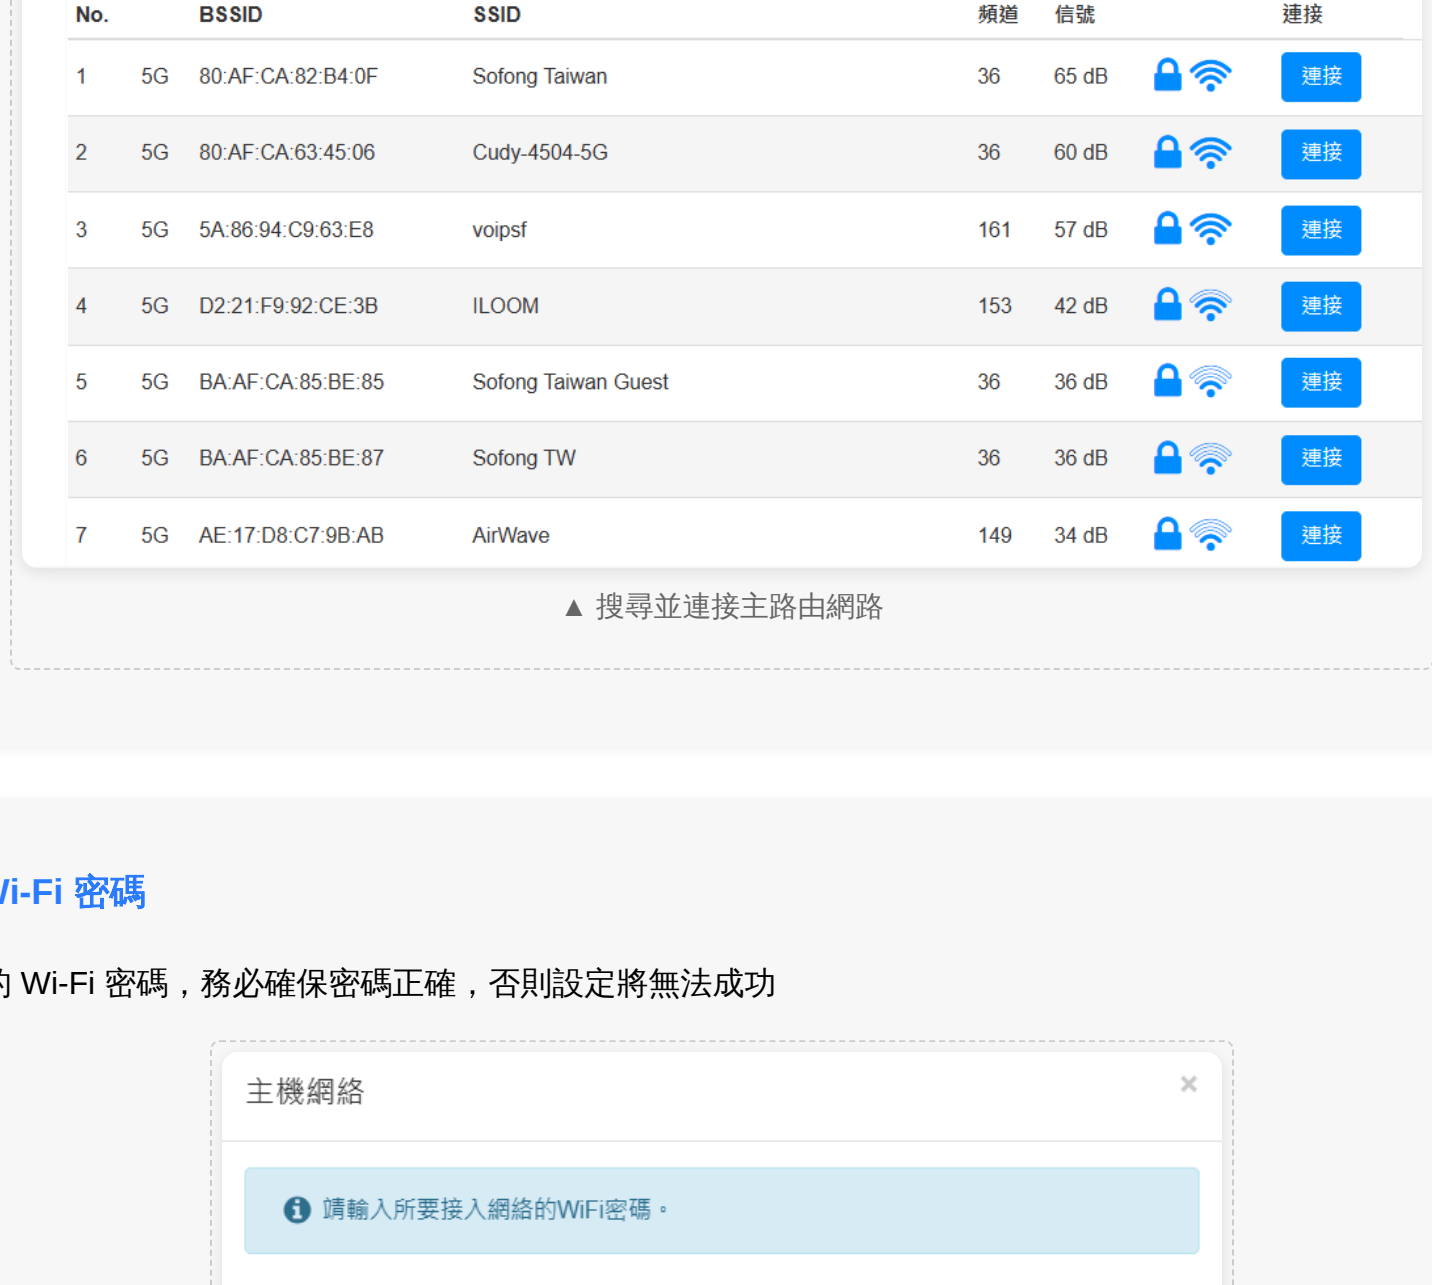 No. BSSID SSID 頻道 信號 連接
1 5G 80:AF:CA:82:B4:0F Sofong Taiwan 36 65 dB 連接
2 5G 80:AF:CA:63:45:06 Cudy-4504-5G 36 60 dB 連接
3 5G 5A:86:94:C9:63:E8 voipsf 161 57 dB 連接
4 5G D2:21:F9:92:CE:3B ILOOM 153 42 dB 連接
5 5G BA:AF:CA:85:BE:85 Sofong Taiwan Guest 36 36 dB 連接
6 5G BA:AF:CA:85:BE:87 Sofong TW 36 36 dB 連接
7 5G AE:17:D8:C7:9B:AB AirWave 149 34 dB 連接
▲ 搜尋並連接主路由網路
Wi-Fi 密碼
的 Wi-Fi 密碼，務必確保密碼正確，否則設定將無法成功
主機網絡 ×
請輸入所要接入網絡的WiFi密碼。